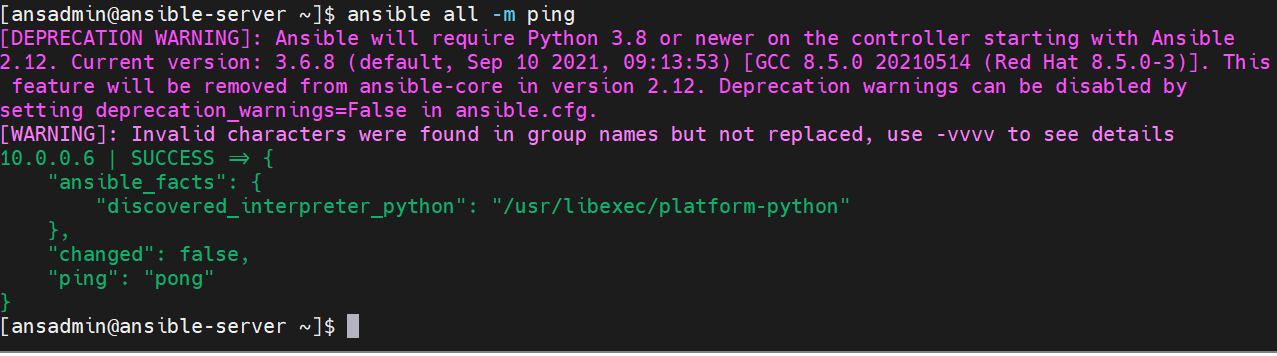 [ansadmin@ansible-server ~]$ ansible all -m ping
[DEPRECATION WARNING]: Ansible will require Python 3.8 or newer on the controller starting with Ansible
2.12. Current version: 3.6.8 (default, Sep 10 2021, 09:13:53) [GCC 8.5.0 20210514 (Red Hat 8.5.0-3)]. This
 feature will be removed from ansible-core in version 2.12. Deprecation warnings can be disabled by
setting deprecation_warnings=False in ansible.cfg.
[WARNING]: Invalid characters were found in group names but not replaced, use -vvvv to see details
10.0.0.6 | SUCCESS => {
    "ansible_facts": {
        "discovered_interpreter_python": "/usr/libexec/platform-python"
    },
    "changed": false,
    "ping": "pong"
}
[ansadmin@ansible-server ~]$